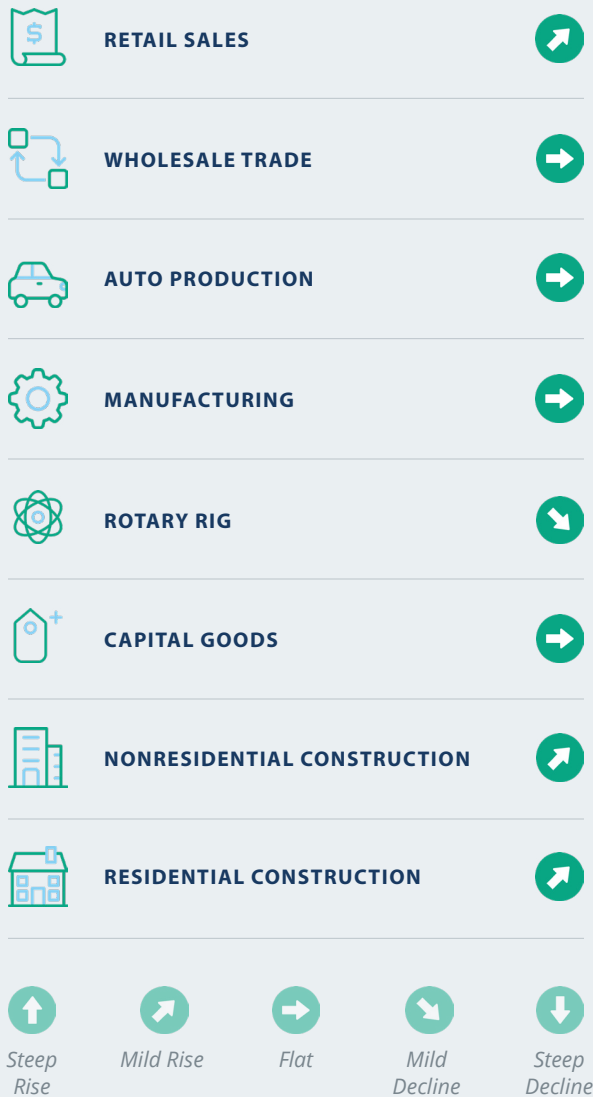 RETAIL SALES
WHOLESALE TRADE
AUTO PRODUCTION
MANUFACTURING
ROTARY RIG
CAPITAL GOODS
NONRESIDENTIAL CONSTRUCTION
RESIDENTIAL CONSTRUCTION
Steep Rise
Mild Rise
Flat
Mild Decline
Steep Decline